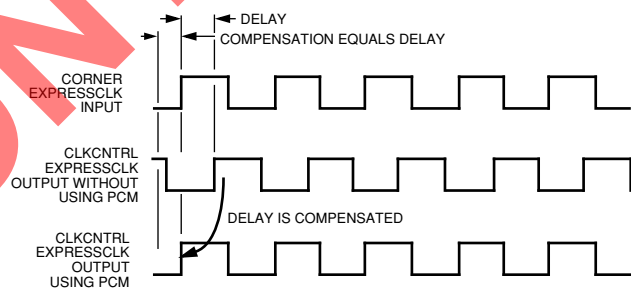 DELAY
COMPENSATION EQUALS DELAY
CORNER
EXPRESSCLK
INPUT
CLKCNTRL
EXPRESSCLK
OUTPUT WITHOUT
USING PCM
DELAY IS COMPENSATED
CLKCNTRL
EXPRESSCLK
OUTPUT
USING PCM